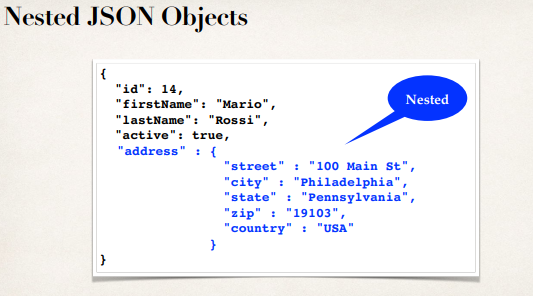 Nested JSON Objects
{
"id": 14,
"firstName": "Mario",
"lastName": "Rossi",
"active": true,
"address" : {
"street" : "100 Main St",
"city" : "Philadelphia",
"state" : "Pennsylvania",
"zip" : "19103",
"country" : "USA"
}
}
Nested